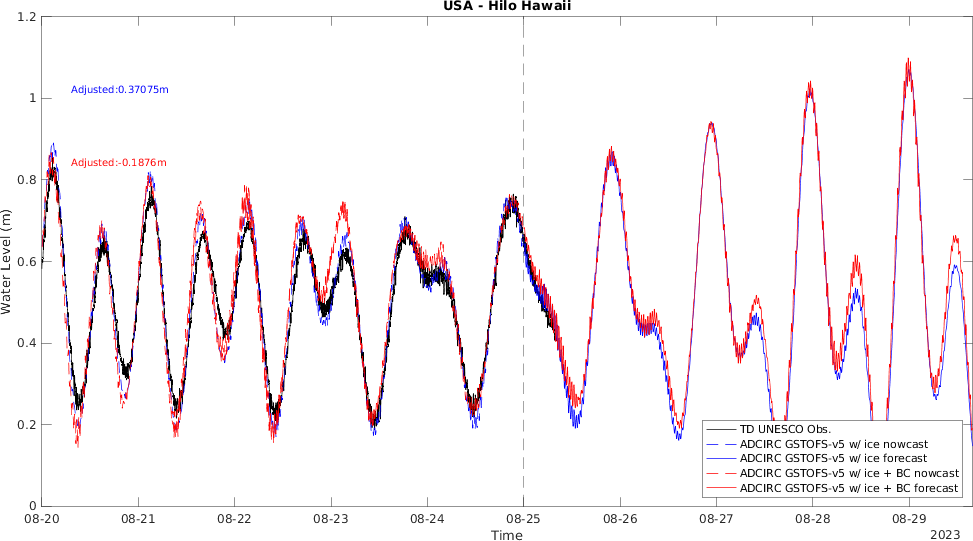 USA - Hilo Hawaii
Water Level (m)
1.2
1
0.8
0.6
0.4
0.2
0
Adjusted:0.37075m
Adjusted:-0.1876m
TD UNESCO Obs.
ADCIRC GSTOFS-v5 w/ ice nowcast
ADCIRC GSTOFS-v5 w/ ice forecast
ADCIRC GSTOFS-v5 w/ ice + BC nowcast
ADCIRC GSTOFS-v5 w/ ice + BC forecast
08-20 08-21 08-22 08-23 08-24 08-25 08-26 08-27 08-28 08-29
Time
2023